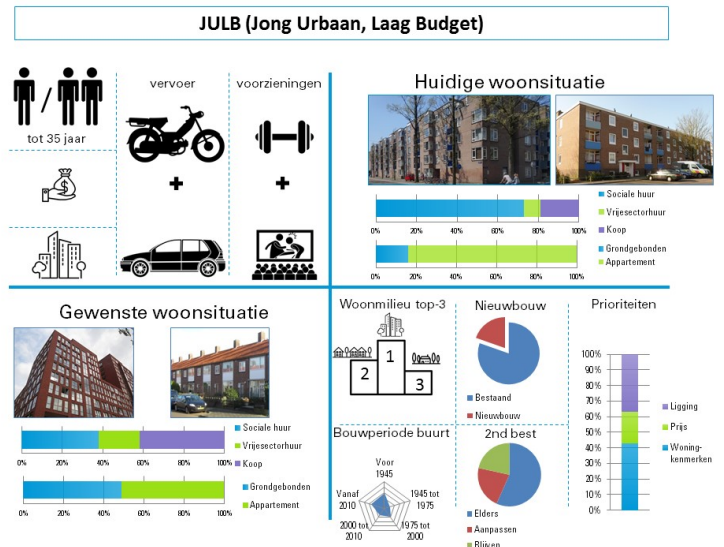 JULB (Jong Urbaan, Laag Budget)
tot 35 jaar
vervoer
voorzieningen
Huidige woonsituatie
Sociale huur
Vrijesectorhuur
Koop
0% 20% 40% 60% 80% 100%
Grondgebonden
Appartement
0% 20% 40% 60% 80% 100%
Gewenste woonsituatie
Sociale huur
Vrijesectorhuur
Koop
0% 20% 40% 60% 80% 100%
Grondgebonden
Appartement
0% 20% 40% 60% 80% 100%
Woonmilieu top-3
1
2
3
Nieuwbouw
Bestaand
Nieuwbouw
Prioriteiten
100%
90%
80%
70%
60%
50%
40%
30%
20%
10%
0%
Ligging
Prijs
Woning-
kenmerken
Bouwperiode buurt
Voor
1945
1945 tot
1975
1975 tot
2000
2000 tot
2010
Vanaf
2010
2nd best
Elders
Aanpassen
Blijven